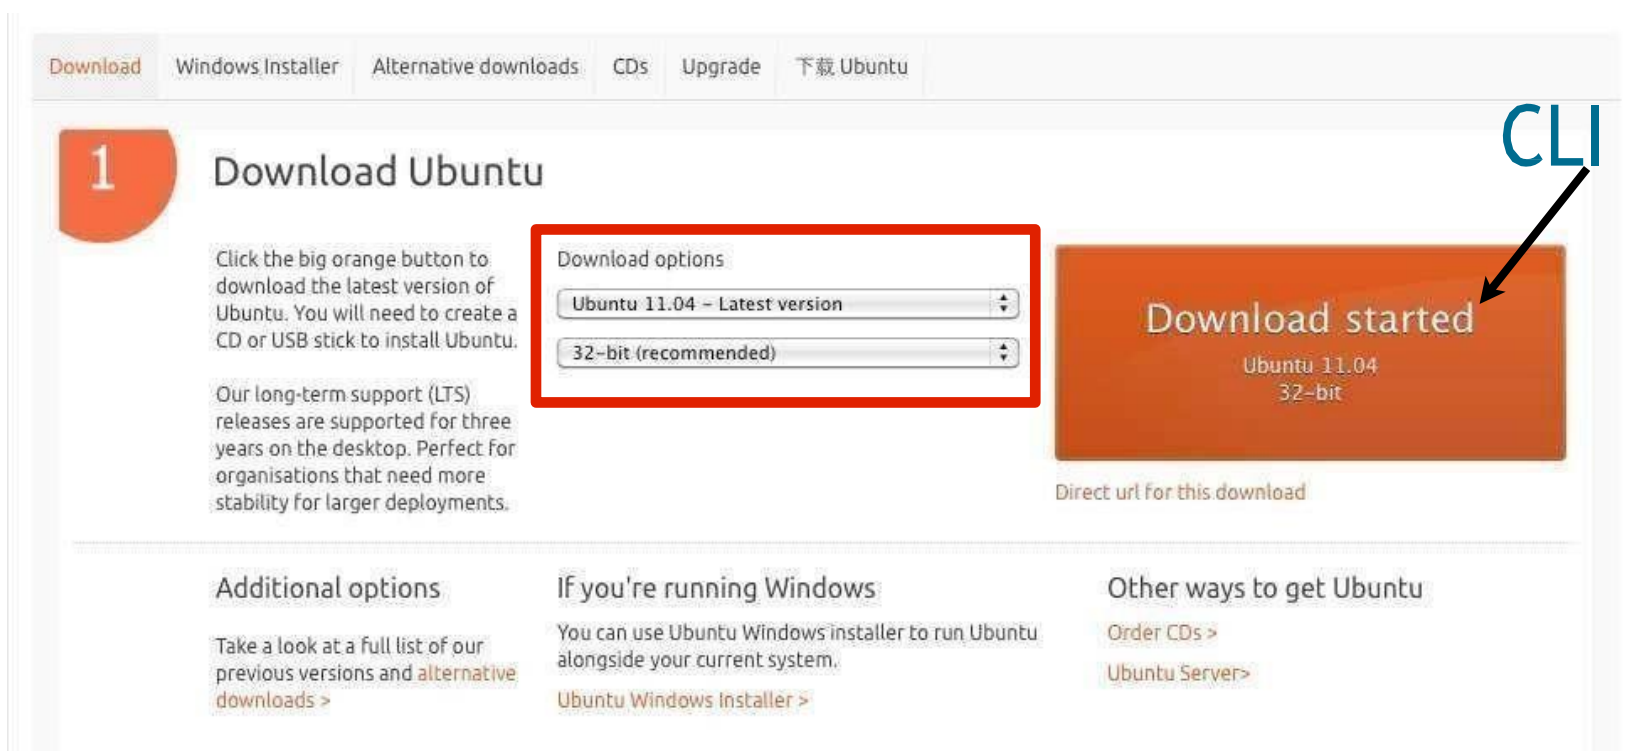 Download Windows Installer Alternative downloads CDs Upgrade 下载 Ubuntu
CLI
1
Download Ubuntu
Click the big orange button to
download the latest version of
Ubuntu. You will need to create a
CD or USB stick to install Ubuntu.
Our long-term support (LTS)
releases are supported for three
years on the desktop. Perfect for
organisations that need more
stability for larger deployments.
Download options
Ubuntu 11.04 – Latest version
32-bit (recommended)
Download started
Ubuntu 11.04
32-bit
Direct url for this download
Additional options
Take a look at a full list of our
previous versions and alternative
downloads >
If you're running Windows
You can use Ubuntu Windows installer to run Ubuntu
alongside your current system.
Ubuntu Windows Installer >
Other ways to get Ubuntu
Order CDs >
Ubuntu Server>